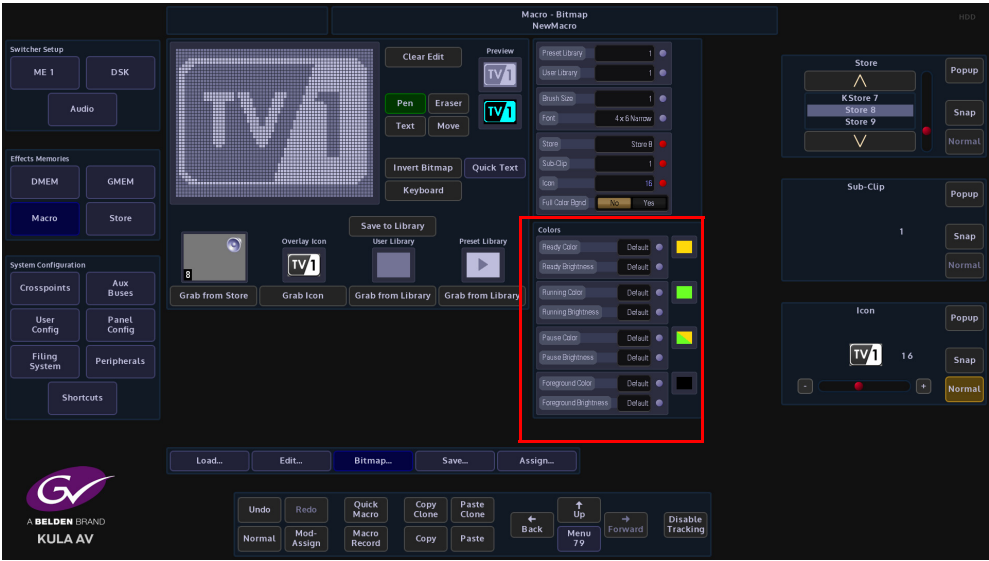 Macro - Bitmap
NewMacro
HDD
Switcher Setup
ME 1
DSK
Audio
Effects Memories
DMEM
GMEM
Macro
Store
System Configuration
Crosspoints
Aux
Buses
User
Config
Panel
Config
Filing
System
Peripherals
Shortcuts
TV1
Clear Edit
Preview
TV1
Pen
Eraser
TV1
Text
Move
Invert Bitmap
Quick Text
Keyboard
Save to Library
Overlay Icon
User Library
Preset Library
TV1
8
Grab from Store
Grab Icon
Grab from Library
Grab from Library
Preset Library 1
User Library 1
Brush Size 1
Font 4 x 6 Narrow
Store Store 8
Sub-Clip 1
Icon 16
Full Color Bgnd No Yes
Colors
Ready Color Default
Ready Brightness Default
Running Color Default
Running Brightness Default
Pause Color Default
Pause Brightness Default
Foreground Color Default
Foreground Brightness Default
Store
KStore 7
Store 8
Store 9
Popup
Snap
Normal
Sub-Clip
1
Popup
Snap
Normal
Icon
TV1 16
- +
Popup
Snap
Normal
Load...
Edit...
Bitmap...
Save...
Assign...
GV
A BELDEN BRAND
KULA AV
Undo
Redo
Quick
Macro
Copy
Clone
Paste
Clone
Normal
Mod-
Assign
Macro
Record
Copy
Paste
Back
Up
Menu
79
Forward
Disable
Tracking